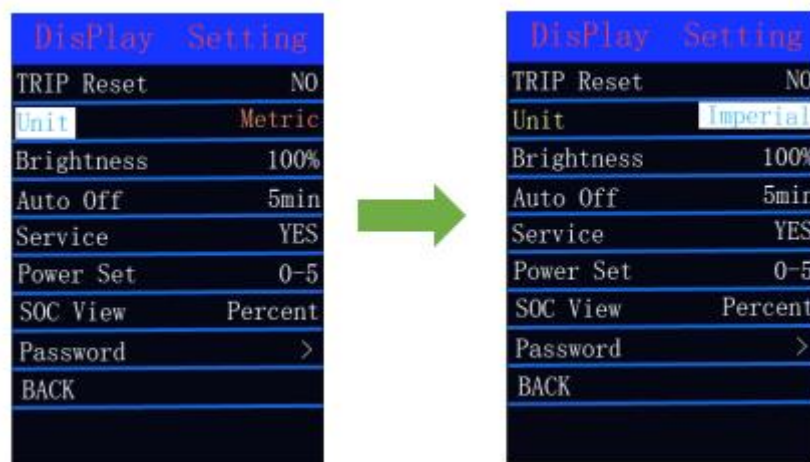 DisPlay Setting
TRIP Reset NO
Unit Metric
Brightness 100%
Auto Off 5min
Service YES
Power Set 0-5
SOC View Percent
Password >
BACK
DisPlay Setting
TRIP Reset NO
Unit Imperial
Brightness 100%
Auto Off 5min
Service YES
Power Set 0-5
SOC View Percent
Password >
BACK